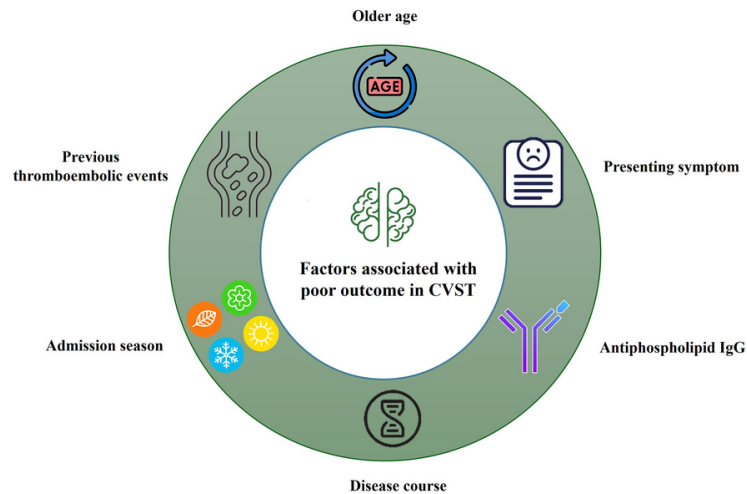 Older age
AGE
Previous
thromboembolic events
Presenting symptom
Factors associated with
poor outcome in CVST
Admission season
Antiphospholipid IgG
Disease course